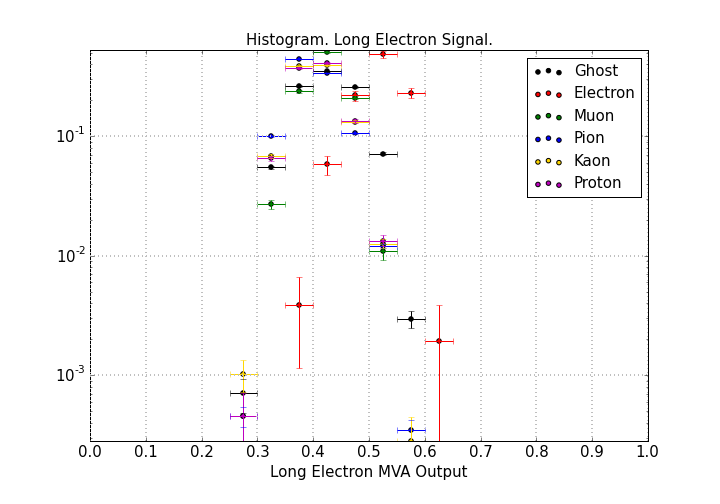 Histogram. Long Electron Signal.
Ghost
Electron
Muon
Pion
Kaon
Proton
10^-1
10^-2
10^-3
0.0 0.1 0.2 0.3 0.4 0.5 0.6 0.7 0.8 0.9 1.0
Long Electron MVA Output